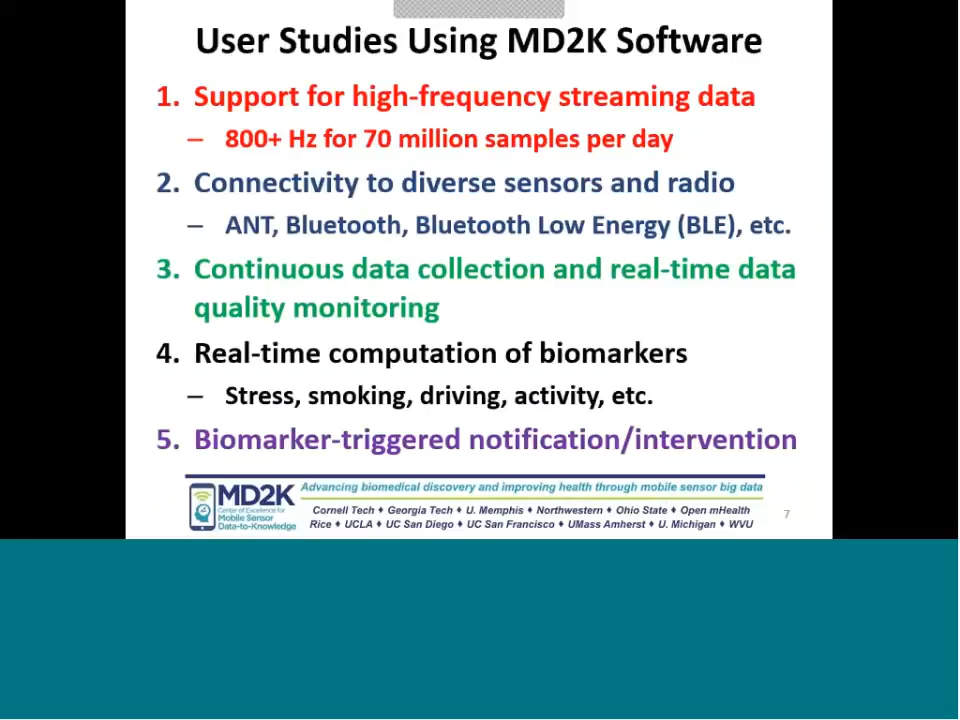 User Studies Using MD2K Software
1. Support for high-frequency streaming data
– 800+ Hz for 70 million samples per day
2. Connectivity to diverse sensors and radio
– ANT, Bluetooth, Bluetooth Low Energy (BLE), etc.
3. Continuous data collection and real-time data
quality monitoring
4. Real-time computation of biomarkers
– Stress, smoking, driving, activity, etc.
5. Biomarker-triggered notification/intervention
MD2K
Center of Excellence for
Mobile Sensor
Data-to-Knowledge
Advancing biomedical discovery and improving health through mobile sensor big data
Cornell Tech ♦ Georgia Tech ♦ U. Memphis ♦ Northwestern ♦ Ohio State ♦ Open mHealth
Rice ♦ UCLA ♦ UC San Diego ♦ UC San Francisco ♦ UMass Amherst ♦ U. Michigan ♦ WVU
7